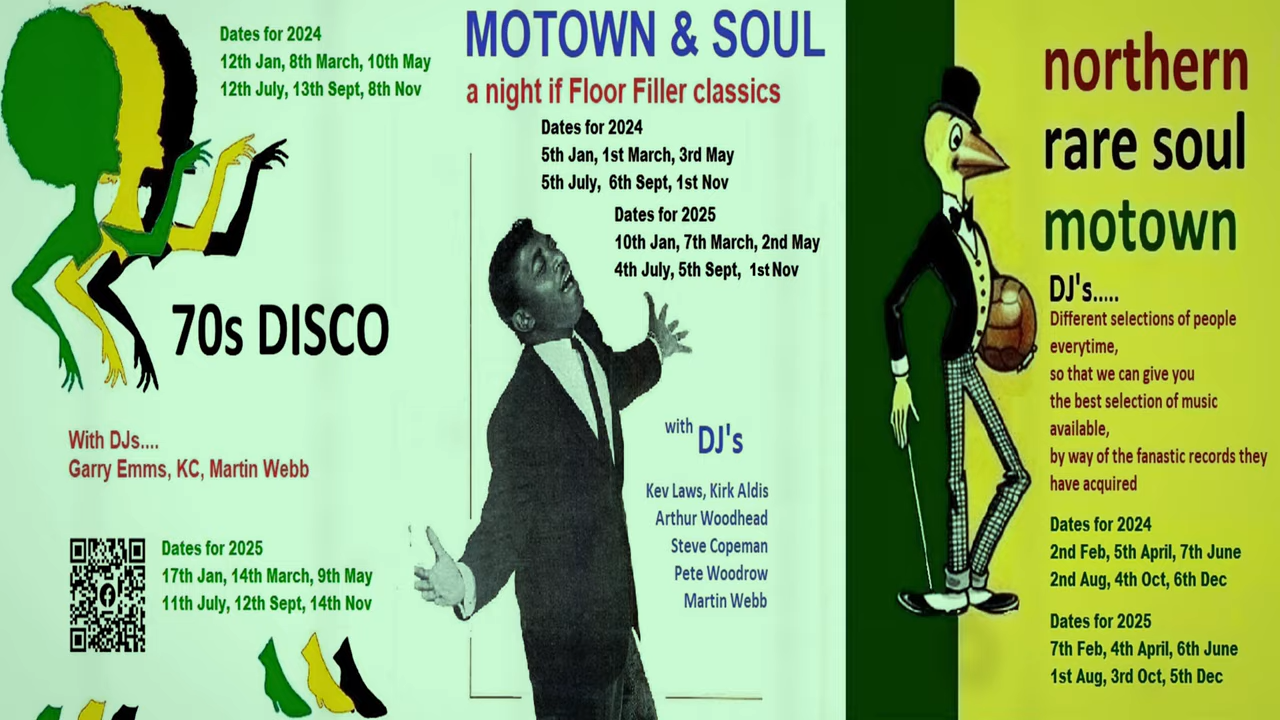 Dates for 2024
12th Jan, 8th March, 10th May
12th July, 13th Sept, 8th Nov
70s DISCO
With DJs....
Garry Emms, KC, Martin Webb
Dates for 2025
17th Jan, 14th March, 9th May
11th July, 12th Sept, 14th Nov
MOTOWN & SOUL
a night if Floor Filler classics
Dates for 2024
5th Jan, 1st March, 3rd May
5th July, 6th Sept, 1st Nov
Dates for 2025
10th Jan, 7th March, 2nd May
4th July, 5th Sept, 1st Nov
with DJ's
Kev Laws, Kirk Aldis
Arthur Woodhead
Steve Copeman
Pete Woodrow
Martin Webb
northern
rare soul
motown
DJ's.....
Different selections of people
everytime,
so that we can give you
the best selection of music
available,
by way of the fanastic records they
have acquired
Dates for 2024
2nd Feb, 5th April, 7th June
2nd Aug, 4th Oct, 6th Dec
Dates for 2025
7th Feb, 4th April, 6th June
1st Aug, 3rd Oct, 5th Dec